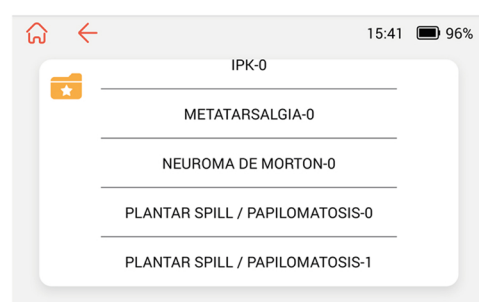 15:41 96%
IPK-0
METATARSALGIA-0
NEUROMA DE MORTON-0
PLANTAR SPILL / PAPILOMATOSIS-0
PLANTAR SPILL / PAPILOMATOSIS-1